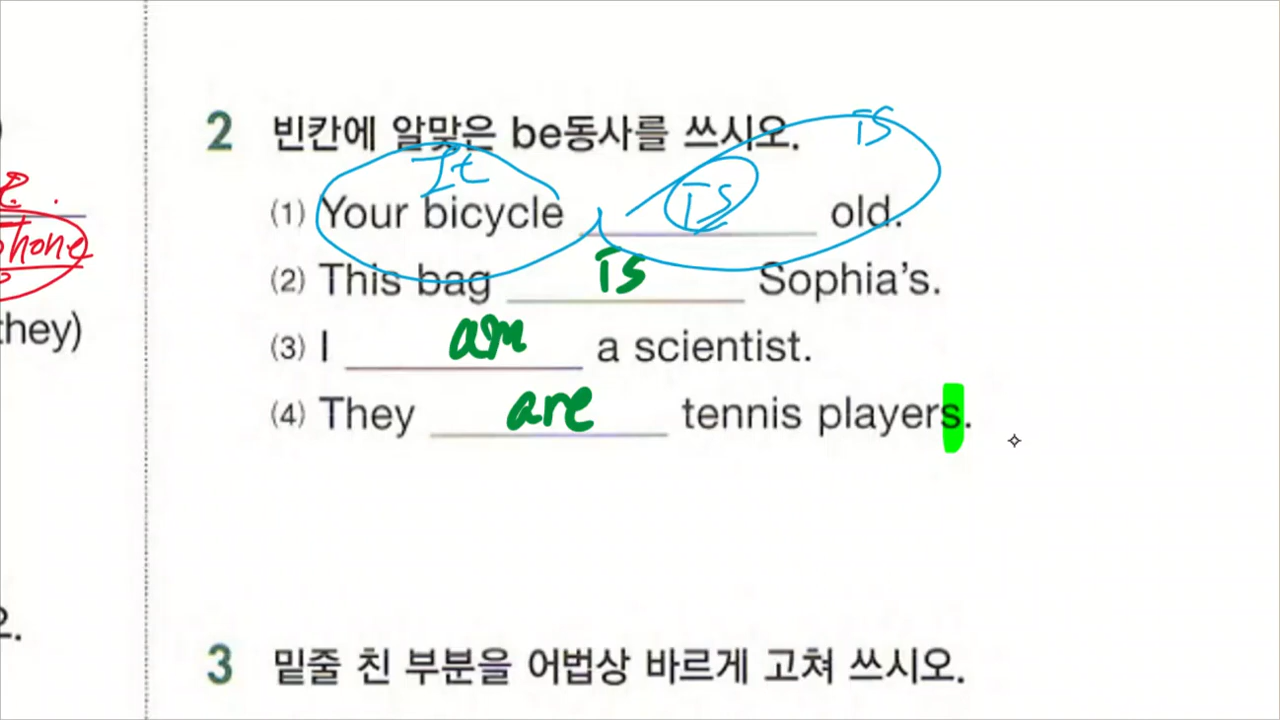 2 빈칸에 알맞은 be동사를 쓰시오.
It is
(1) Your bicycle is old.
(2) This bag is Sophia's.
(3) I am a scientist.
(4) They are tennis players.
phone
they)
3 밑줄 친 부분을 어법상 바르게 고쳐 쓰시오.